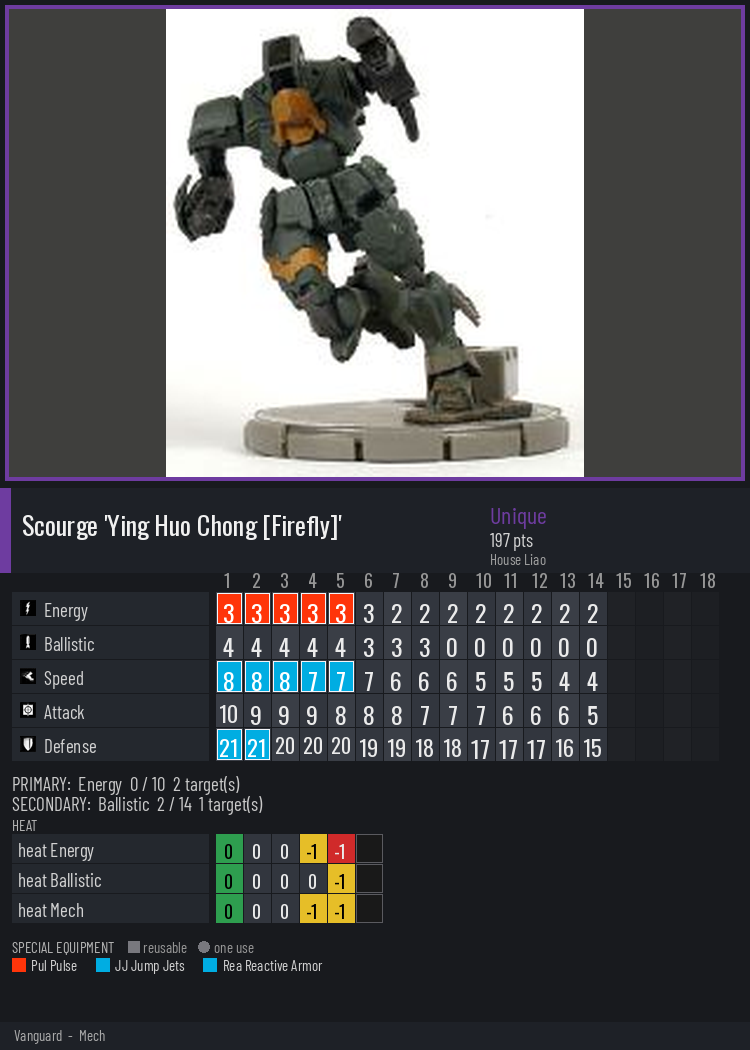 Scourge 'Ying Huo Chong [Firefly]'
Unique
197 pts
House Liao
1 2 3 4 5 6 7 8 9 10 11 12 13 14 15 16 17 18
Energy 3 3 3 3 3 3 2 2 2 2 2 2 2 2
Ballistic 4 4 4 4 4 3 3 3 0 0 0 0 0 0
Speed 8 8 8 7 7 7 6 6 6 5 5 5 4 4
Attack 10 9 9 9 8 8 8 7 7 7 6 6 6 5
Defense 21 21 20 20 20 19 19 18 18 17 17 17 16 15
PRIMARY: Energy 0 / 10 2 target(s)
SECONDARY: Ballistic 2 / 14 1 target(s)
HEAT
heat Energy 0 0 0 -1 -1
heat Ballistic 0 0 0 0 -1
heat Mech 0 0 0 -1 -1
SPECIAL EQUIPMENT reusable one use
Pul Pulse JJ Jump Jets Rea Reactive Armor
Vanguard - Mech